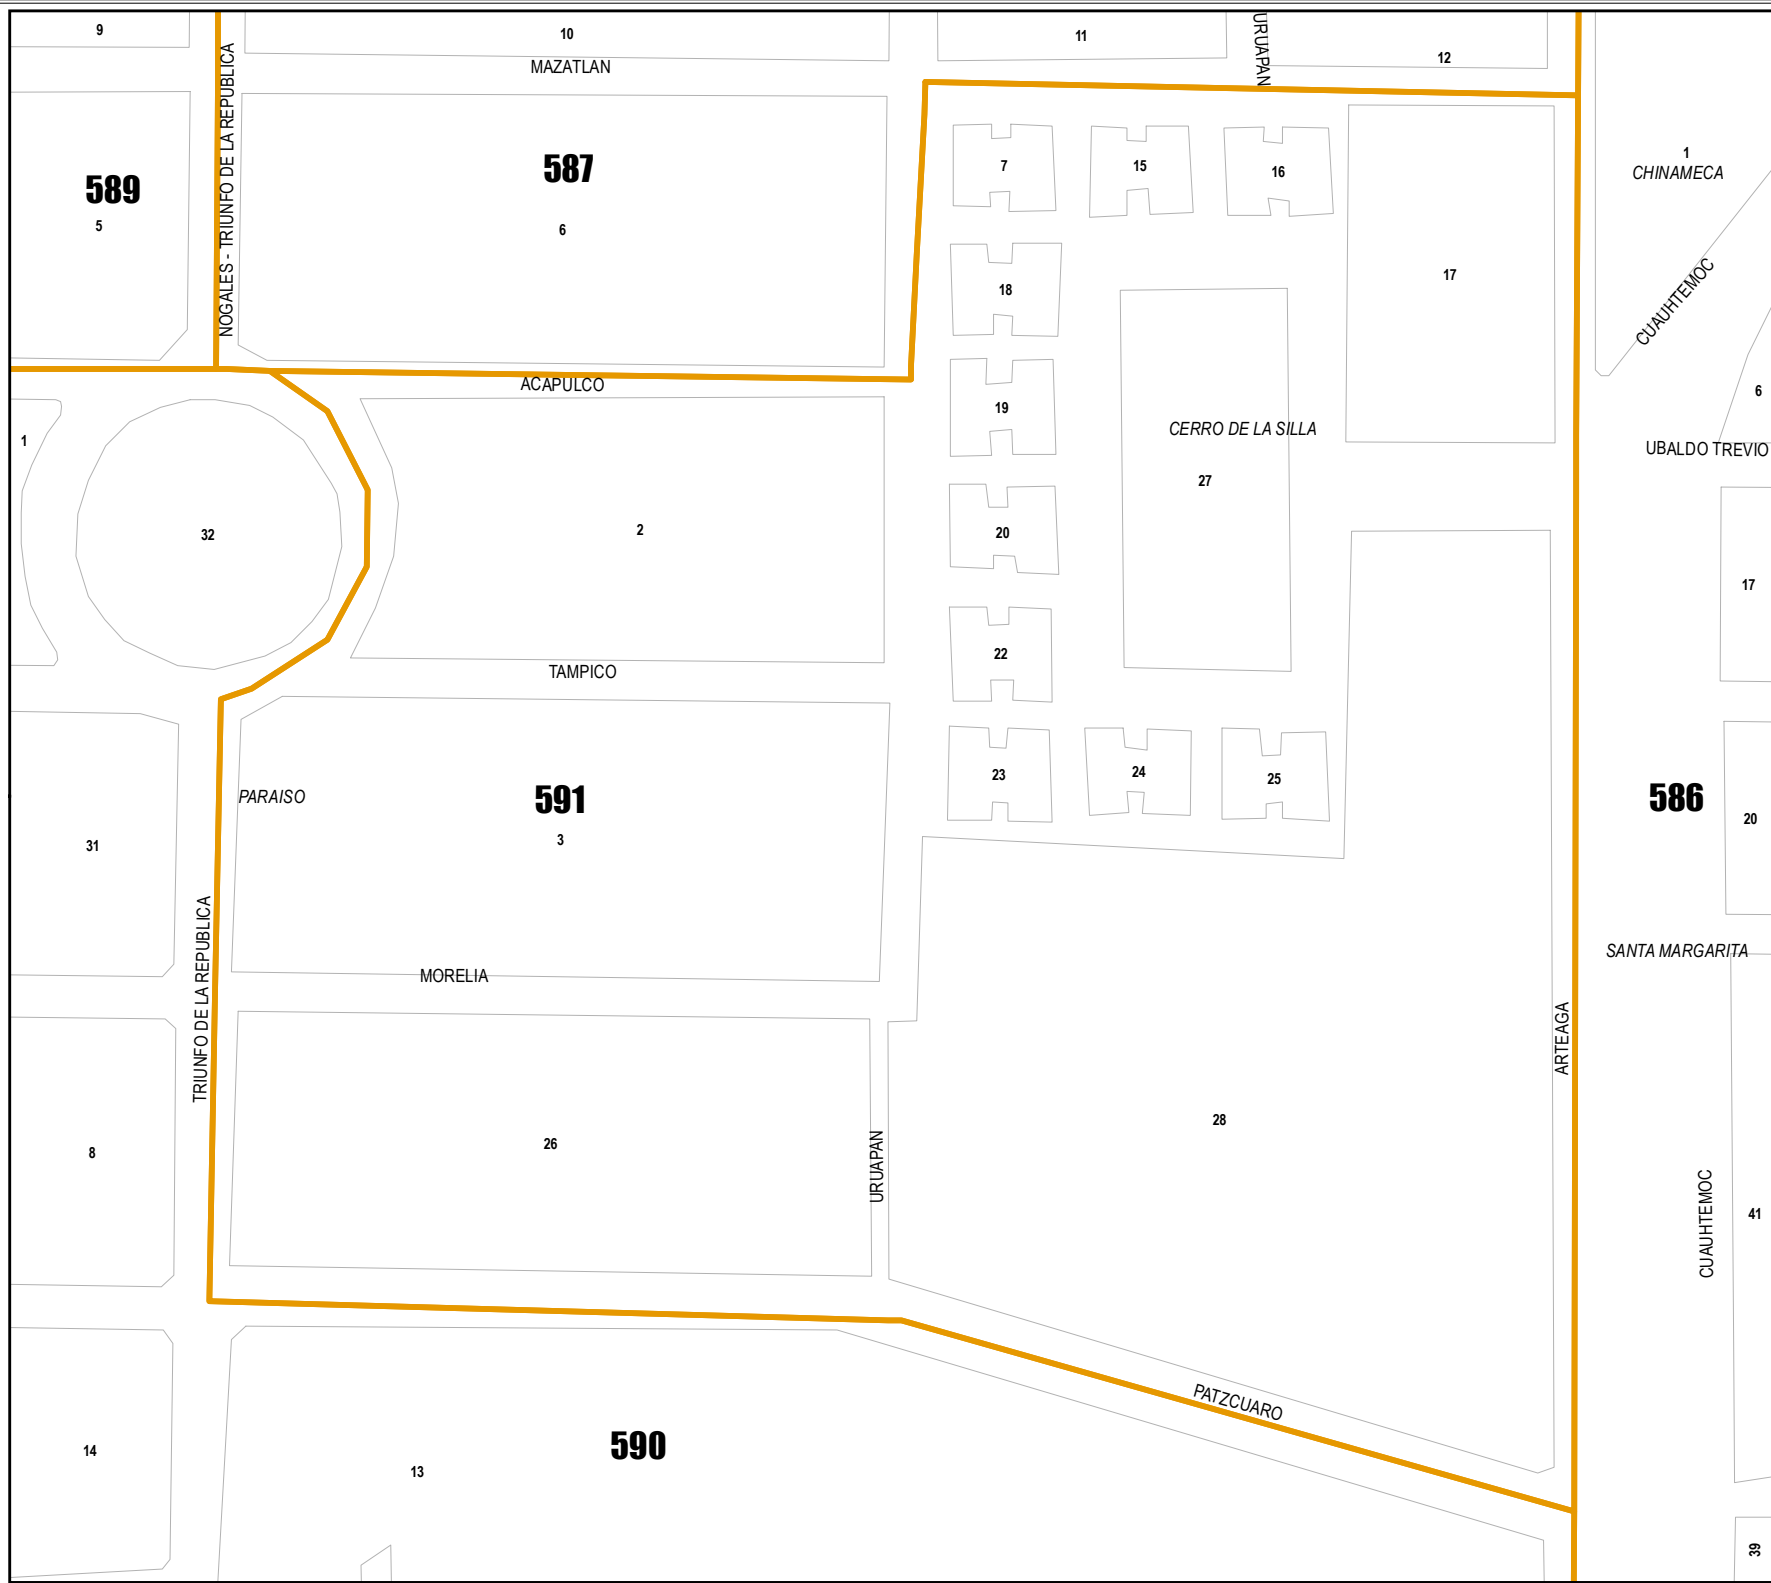 9
10
11
URUAPAN
12
MAZATLAN
NOGALES - TRIUNFO DE LA REPUBLICA
589
5
587
6
7
15
16
1
CHINAMECA
18
17
CUAUHTEMOC
ACAPULCO
19
6
1
CERRO DE LA SILLA
UBALDO TREVIO
27
32
2
20
17
22
TAMPICO
23
24
25
PARAISO
591
3
586
20
31
TRIUNFO DE LA REPUBLICA
MORELIA
SANTA MARGARITA
ARTEAGA
8
26
URUAPAN
28
CUAUHTEMOC
41
PATZCUARO
14
13
590
39